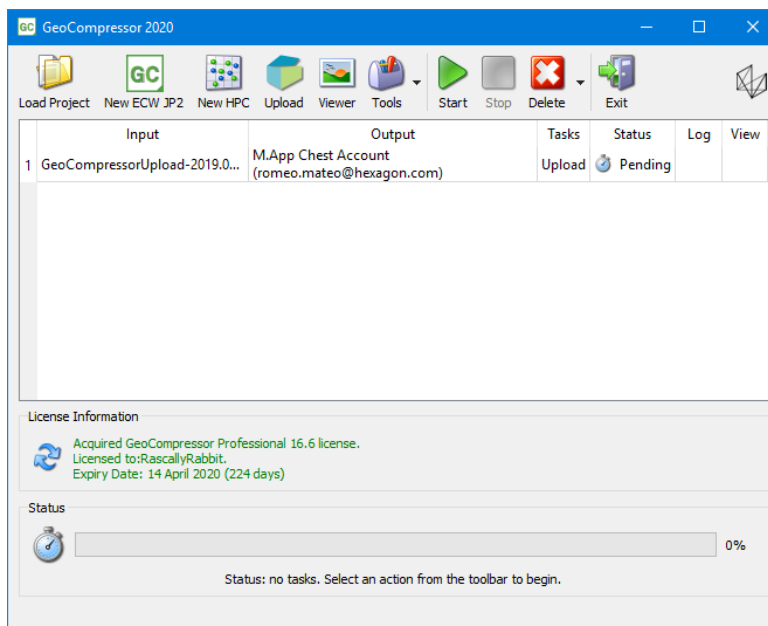 GC GeoCompressor 2020
GC
Load Project New ECW JP2 New HPC Upload Viewer Tools Start Stop Delete Exit
Input Output Tasks Status Log View
1 GeoCompressorUpload-2019.0... M.App Chest Account (romeo.mateo@hexagon.com) Upload Pending
License Information
Acquired GeoCompressor Professional 16.6 license.
Licensed to:RascallyRabbit.
Expiry Date: 14 April 2020 (224 days)
Status
0%
Status: no tasks. Select an action from the toolbar to begin.